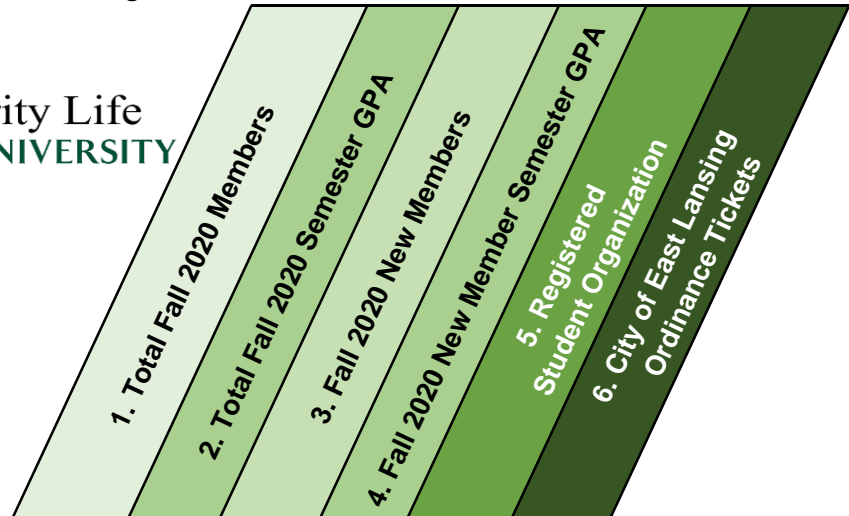 ity Life
NIVERSITY
1. Total Fall 2020 Members
2. Total Fall 2020 Semester GPA
3. Fall 2020 New Members
4. Fall 2020 New Member Semester GPA
5. Registered
Student Organization
6. City of East Lansing
Ordinance Tickets